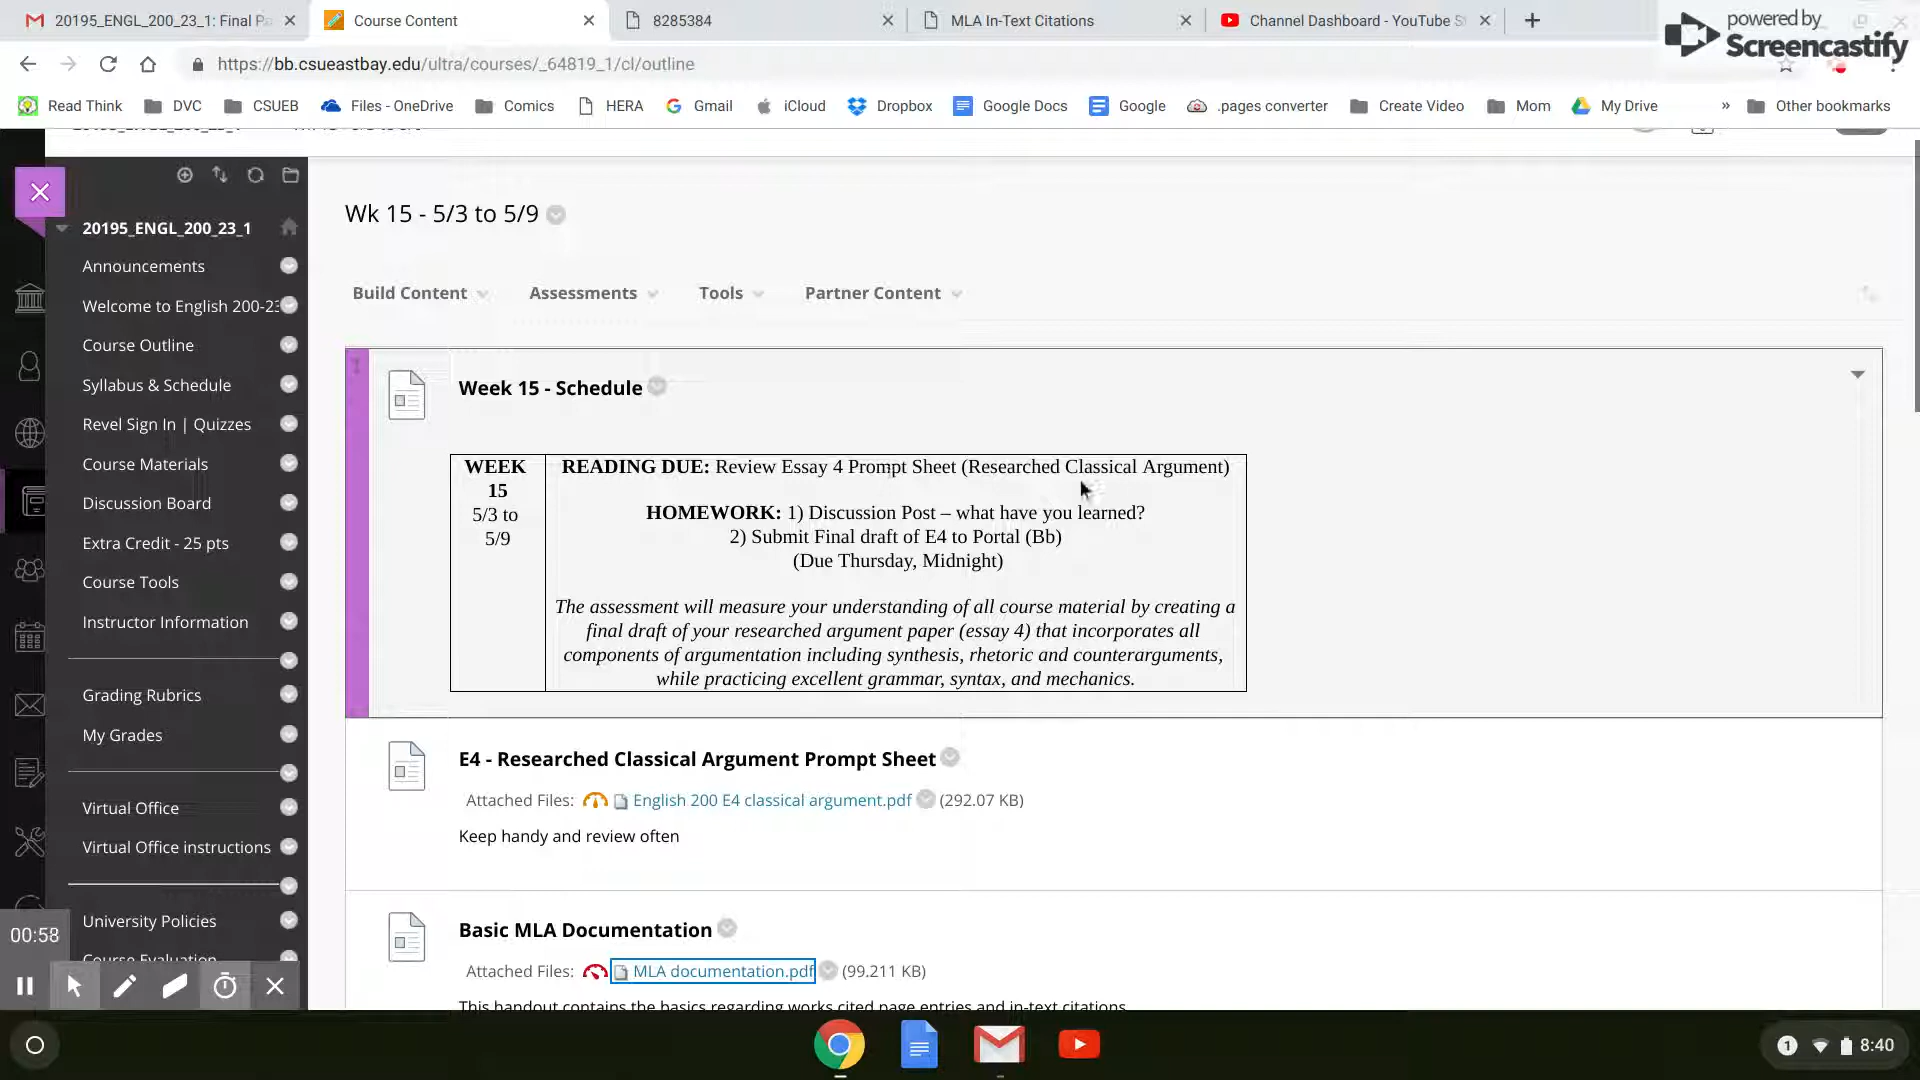 20195_ENGL_200_23_1: Final Pa
Course Content
8285384
MLA In-Text Citations
Channel Dashboard - YouTube S
powered by
Screencastify
https://bb.csueastbay.edu/ultra/courses/_64819_1/cl/outline
Read Think
DVC
CSUEB
Files - OneDrive
Comics
HERA
Gmail
iCloud
Dropbox
Google Docs
Google
.pages converter
Create Video
Mom
My Drive
»
Other bookmarks
20195_ENGL_200_23_1
Announcements
Welcome to English 200-23
Course Outline
Syllabus & Schedule
Revel Sign In | Quizzes
Course Materials
Discussion Board
Extra Credit - 25 pts
Course Tools
Instructor Information
Grading Rubrics
My Grades
Virtual Office
Virtual Office instructions
University Policies
Course Evaluation
Wk 15 - 5/3 to 5/9
Build Content
Assessments
Tools
Partner Content
Week 15 - Schedule
WEEK
15
5/3 to
5/9
READING DUE: Review Essay 4 Prompt Sheet (Researched Classical Argument)
HOMEWORK: 1) Discussion Post – what have you learned?
2) Submit Final draft of E4 to Portal (Bb)
(Due Thursday, Midnight)
The assessment will measure your understanding of all course material by creating a
final draft of your researched argument paper (essay 4) that incorporates all
components of argumentation including synthesis, rhetoric and counterarguments,
while practicing excellent grammar, syntax, and mechanics.
E4 - Researched Classical Argument Prompt Sheet
Attached Files: English 200 E4 classical argument.pdf (292.07 KB)
Keep handy and review often
Basic MLA Documentation
Attached Files: MLA documentation.pdf (99.211 KB)
This handout contains the basics regarding works cited page entries and in-text citations
00:58
1
8:40